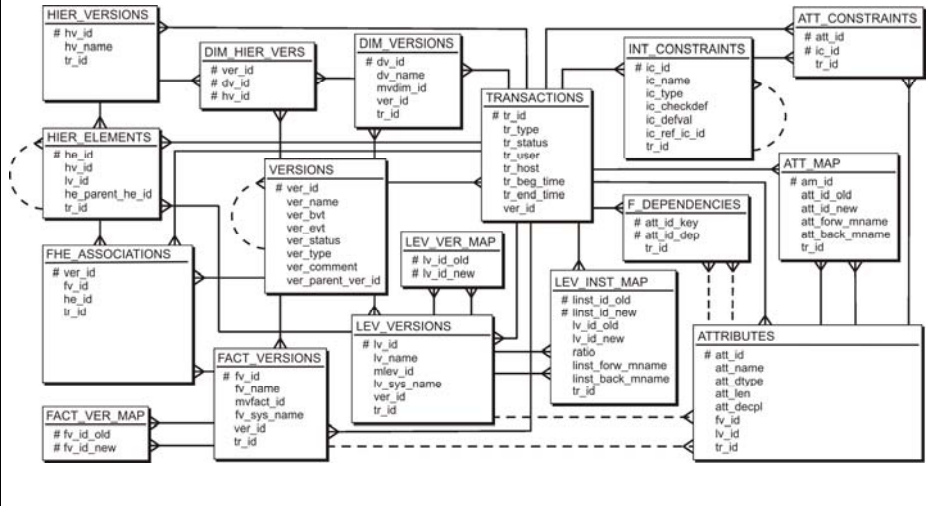 HIER_VERSIONS
# hv_id
hv_name
tr_id
DIM_HIER_VERS
# ver_id
# dv_id
# hv_id
DIM_VERSIONS
# dv_id
dv_name
mvdim_id
ver_id
tr_id
TRANSACTIONS
# tr_id
tr_type
tr_status
tr_user
tr_host
tr_beg_time
tr_end_time
ver_id
INT_CONSTRAINTS
# ic_id
ic_name
ic_type
ic_checkdef
ic_defval
ic_ref_ic_id
tr_id
ATT_CONSTRAINTS
# att_id
# ic_id
tr_id
HIER_ELEMENTS
# he_id
hv_id
lv_id
he_parent_he_id
tr_id
VERSIONS
# ver_id
ver_name
ver_bvt
ver_evt
ver_status
ver_type
ver_comment
ver_parent_ver_id
ATT_MAP
# am_id
att_id_old
att_id_new
att_forw_mname
att_back_mname
tr_id
F_DEPENDENCIES
# att_id_key
# att_id_dep
tr_id
FHE_ASSOCIATIONS
# ver_id
fv_id
he_id
tr_id
LEV_VER_MAP
# lv_id_old
# lv_id_new
LEV_INST_MAP
# linst_id_old
# linst_id_new
lv_id_old
lv_id_new
ratio
linst_forw_mname
linst_back_mname
tr_id
LEV_VERSIONS
# lv_id
lv_name
mlev_id
lv_sys_name
ver_id
tr_id
ATTRIBUTES
# att_id
att_name
att_dtype
att_len
att_decpl
fv_id
lv_id
tr_id
FACT_VERSIONS
# fv_id
fv_name
mvfact_id
fv_sys_name
ver_id
tr_id
FACT_VER_MAP
# fv_id_old
# fv_id_new